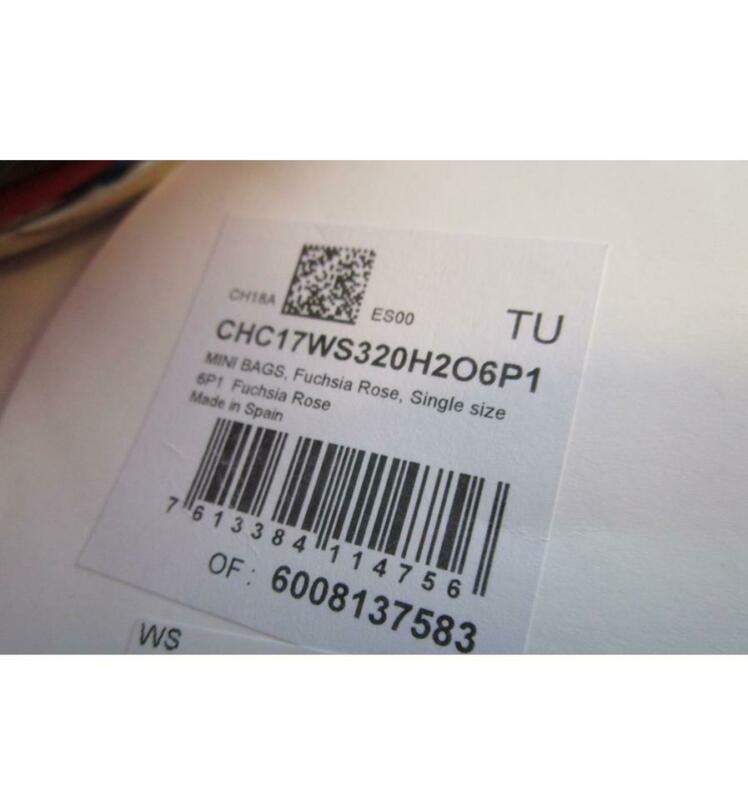 CH18A
ES00
TU
CHC17WS320H2O6P1
MINI BAGS, Fuchsia Rose, Single size
6P1 Fuchsia Rose
Made in Spain
7 613384 114756
OF: 6008137583
WS